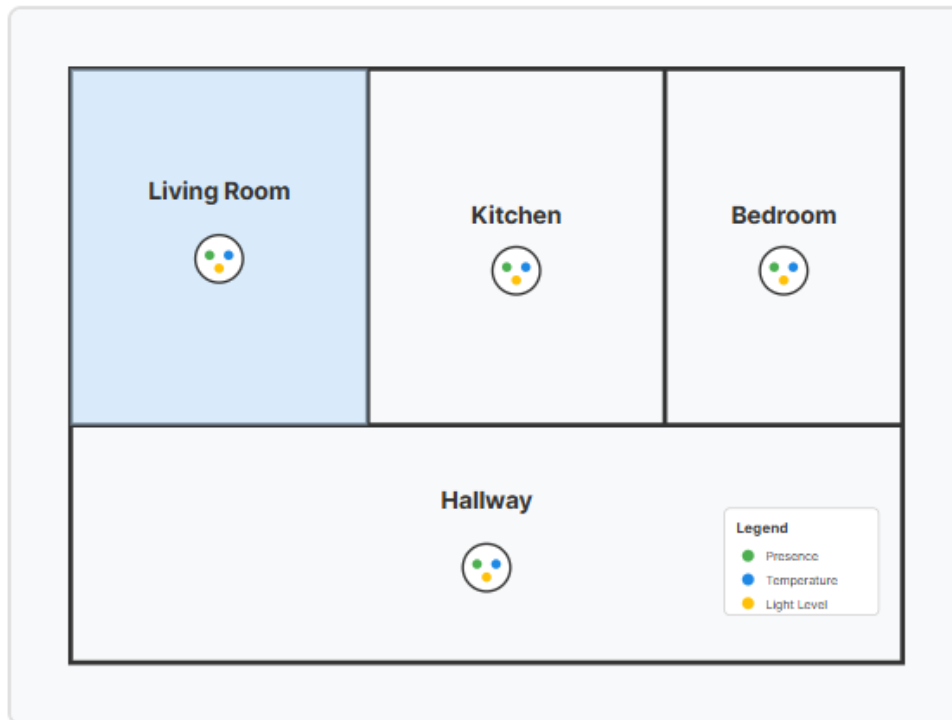 Living Room
Kitchen
Bedroom
Hallway
Legend
Presence
Temperature
Light Level